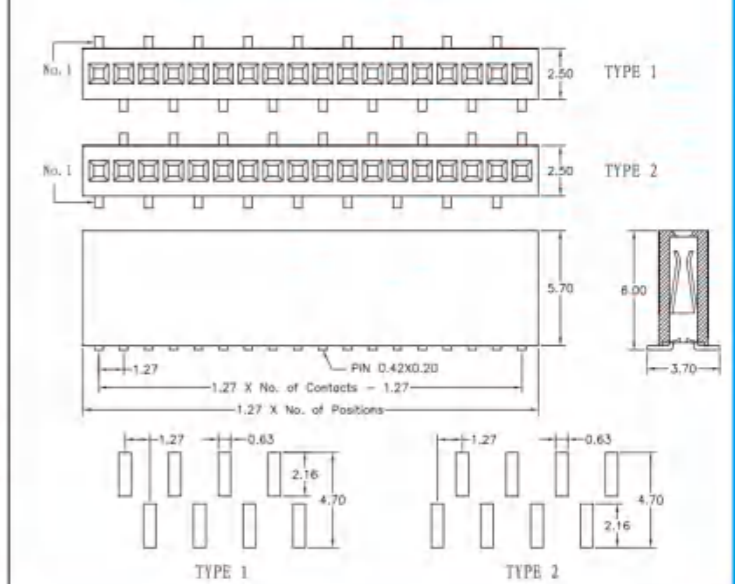 No. 1
2.50
TYPE 1
No. 1
2.50
TYPE 2
5.70
6.00
1.27
PIN 0.42X0.20
3.70
1.27 X No. of Contacts - 1.27
1.27 X No. of Positions
1.27
0.63
2.16
4.70
TYPE 1
1.27
0.63
4.70
2.16
TYPE 2